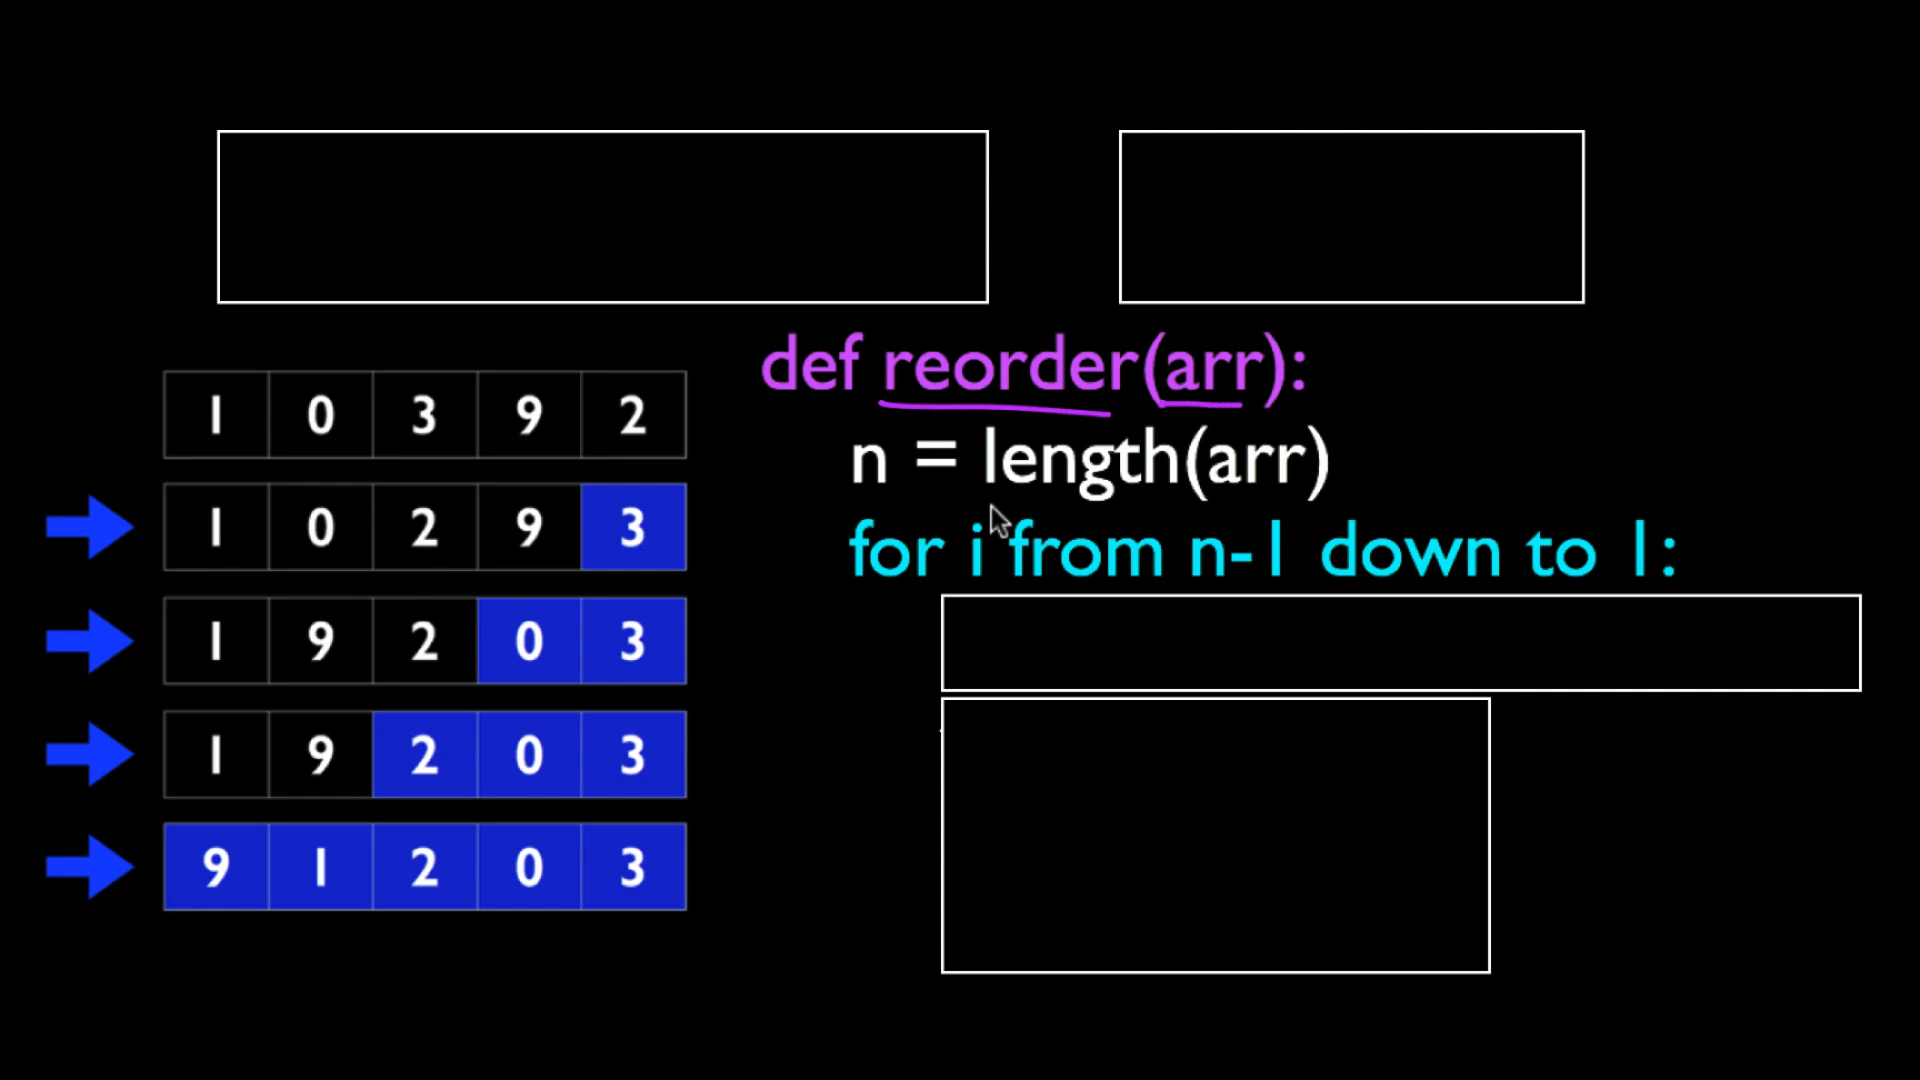 1 0 3 9 2
1 0 2 9 3
1 9 2 0 3
1 9 2 0 3
9 1 2 0 3
def reorder(arr):
n = length(arr)
for i from n-1 down to 1: